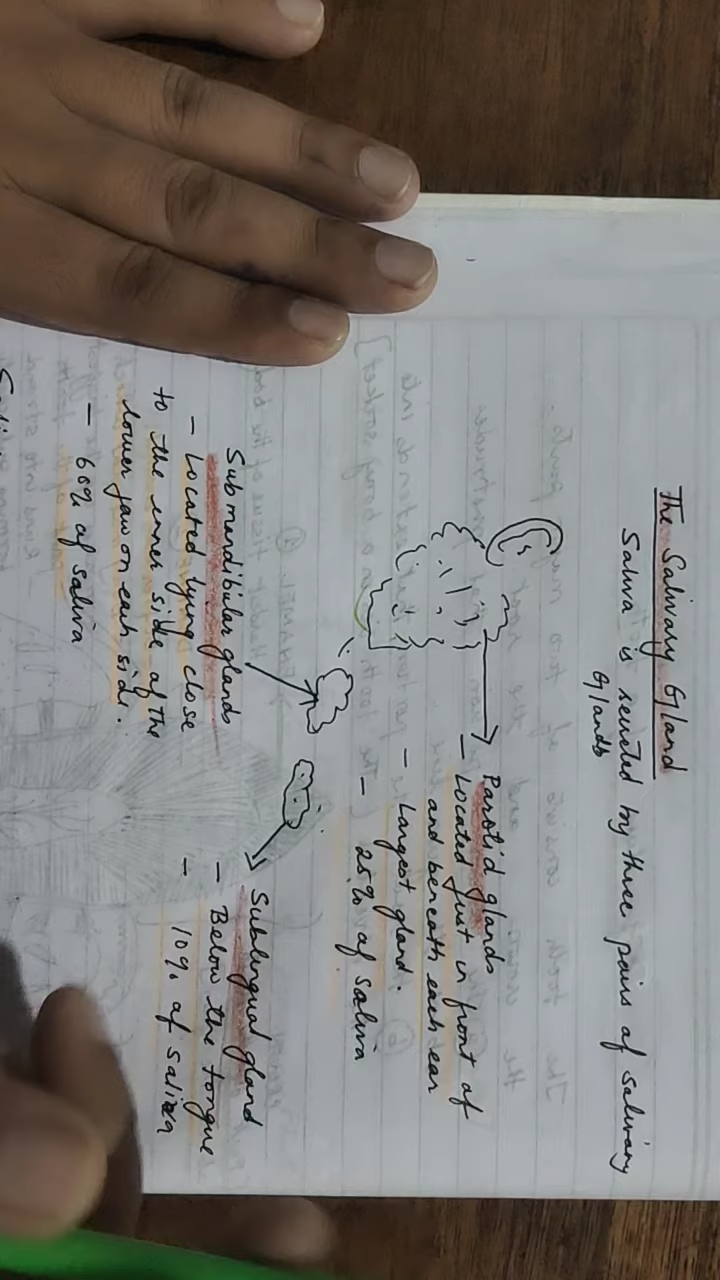 The Salivary Gland
Saliva is secreted by three pairs of salivary
Glands
Parotid glands
- Located just in front of
and beneath each ear
- Largest gland.
- 25% of saliva
Submandibular glands
- Located lying close
to the inner side of the
lower jaw on each side.
- 65% of saliva
Sublingual gland
- Below the tongue
- 10% of saliva